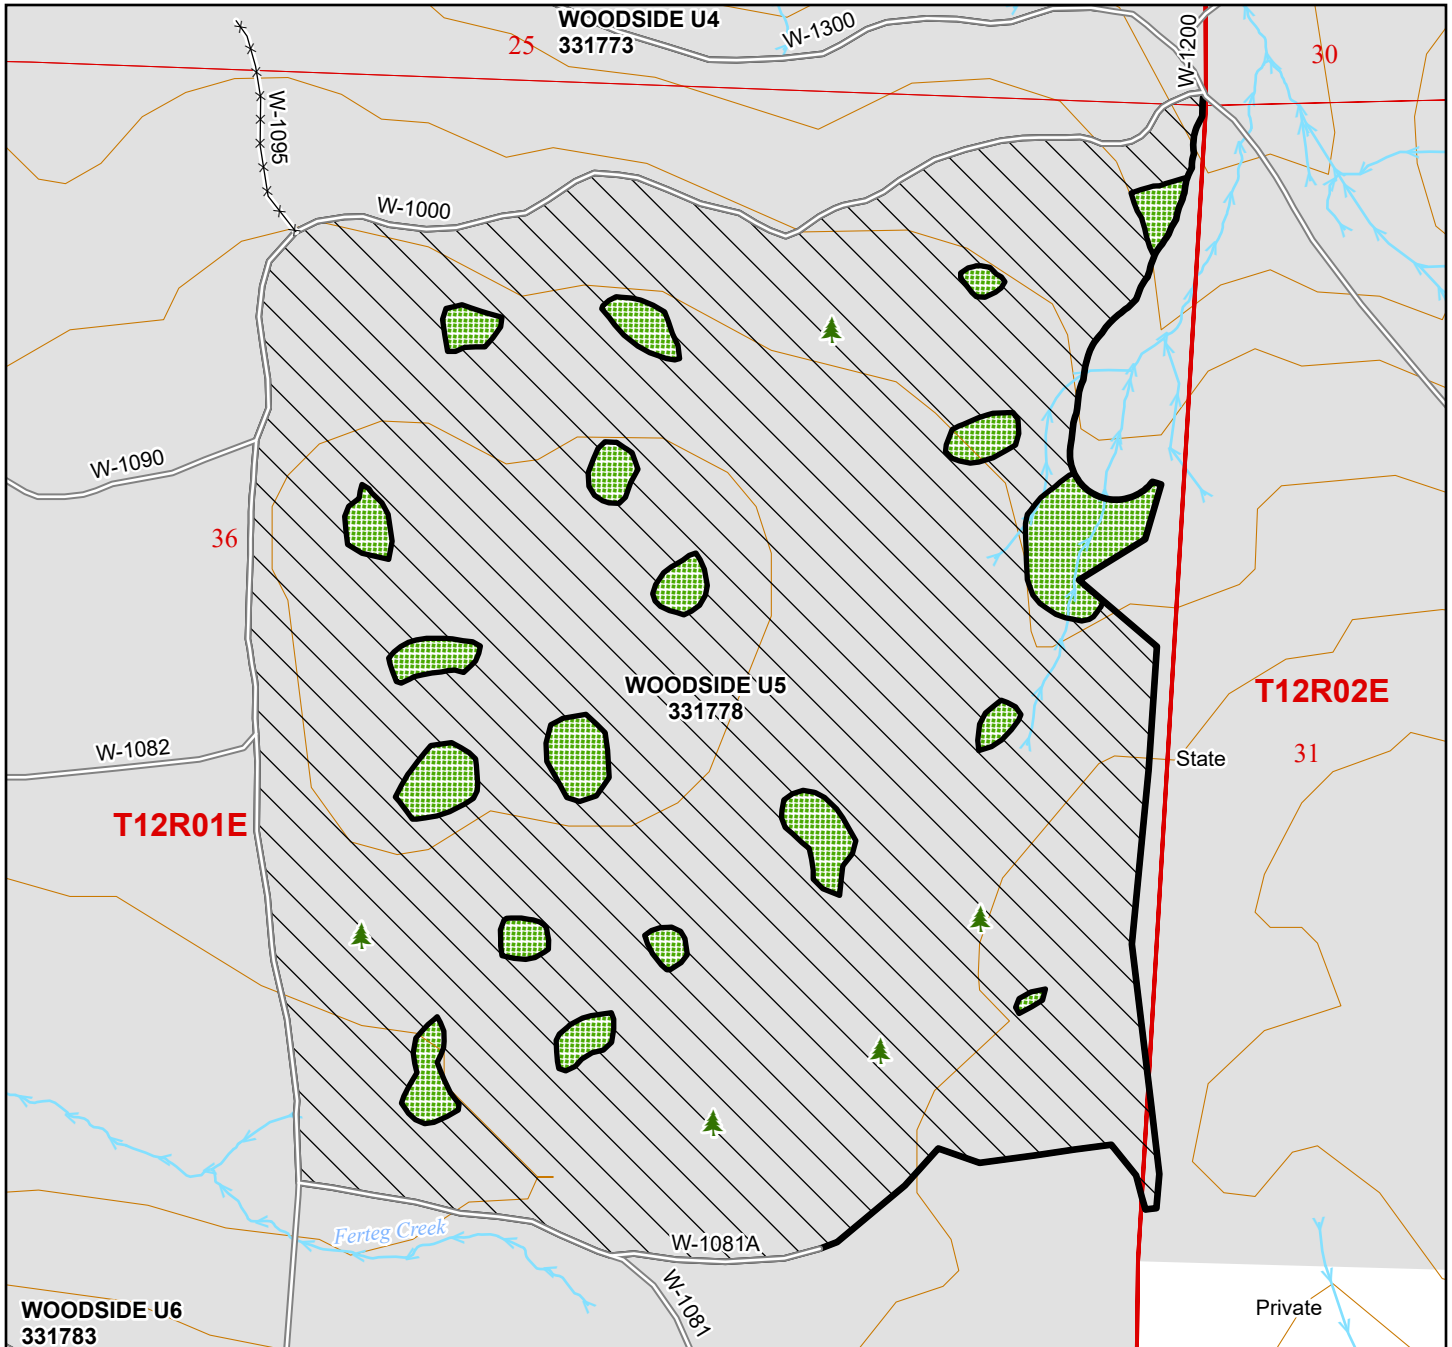 WOODSIDE U4
331773
25
W-1300
W-1200
30
W-1095
W-1000
W-1090
36
WOODSIDE U5
331778
T12R02E
W-1082
State
31
T12R01E
Ferteg Creek
W-1081A
W-1081
WOODSIDE U6
331783
Private